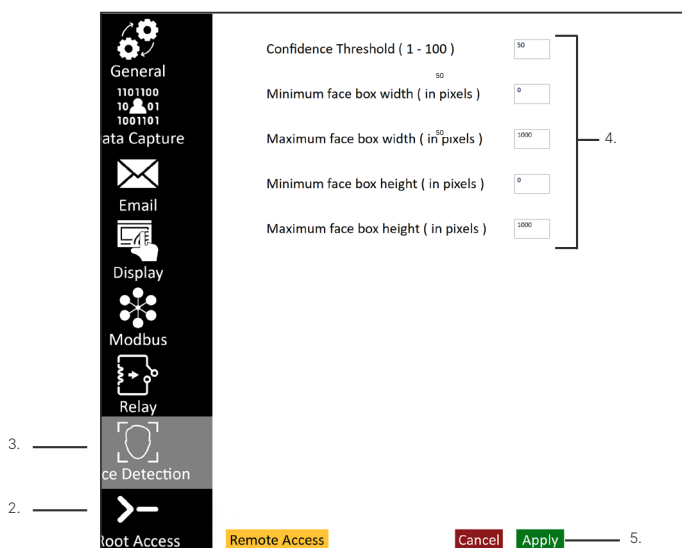 General
1101100
10 01
1001101
ata Capture
Email
Display
Modbus
Relay
3.
ce Detection
2.
Root Access
Confidence Threshold ( 1 - 100 )
50
50
Minimum face box width ( in pixels )
0
50
Maximum face box width ( in pixels )
1000
4.
Minimum face box height ( in pixels )
0
Maximum face box height ( in pixels )
1000
Remote Access
Cancel
Apply
5.